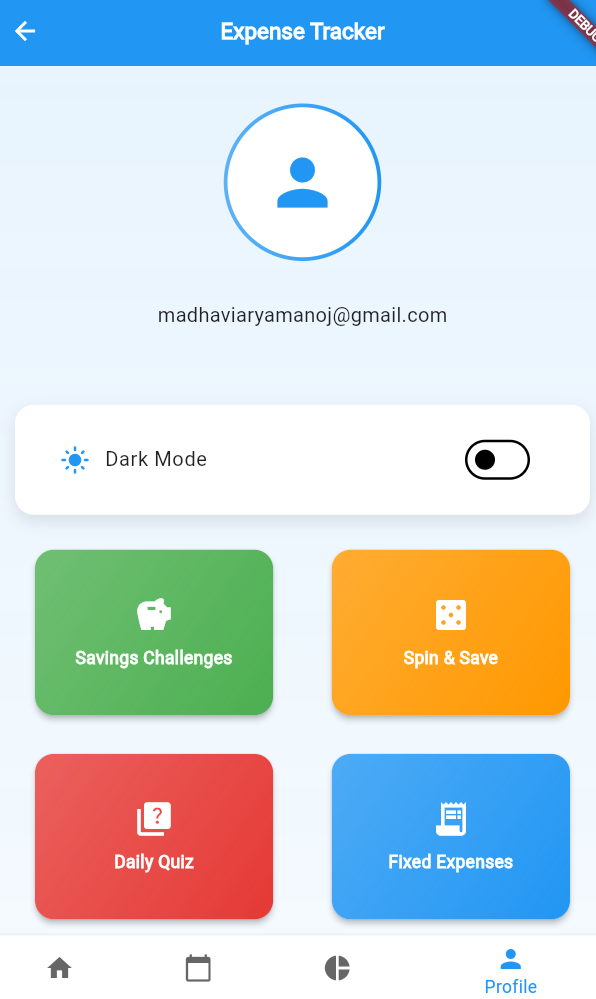 Expense Tracker
DEBUG
madhaviaryamanoj@gmail.com
Dark Mode
Savings Challenges
Spin & Save
Daily Quiz
Fixed Expenses
Profile